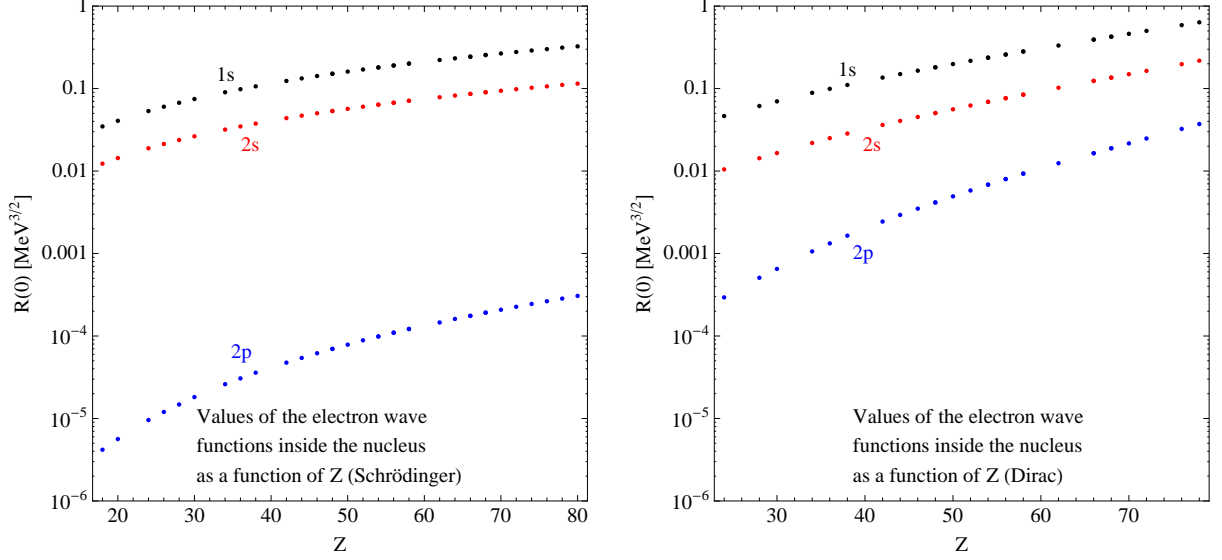 1
0.1
0.01
0.001
10^-4
10^-5
10^-6
R(0) [MeV^3/2]
1s
2s
2p
Values of the electron wave
functions inside the nucleus
as a function of Z (Schrödinger)
20 30 40 50 60 70 80
Z
1
0.1
0.01
0.001
10^-4
10^-5
10^-6
R(0) [MeV^3/2]
1s
2s
2p
Values of the electron wave
functions inside the nucleus
as a function of Z (Dirac)
30 40 50 60 70
Z